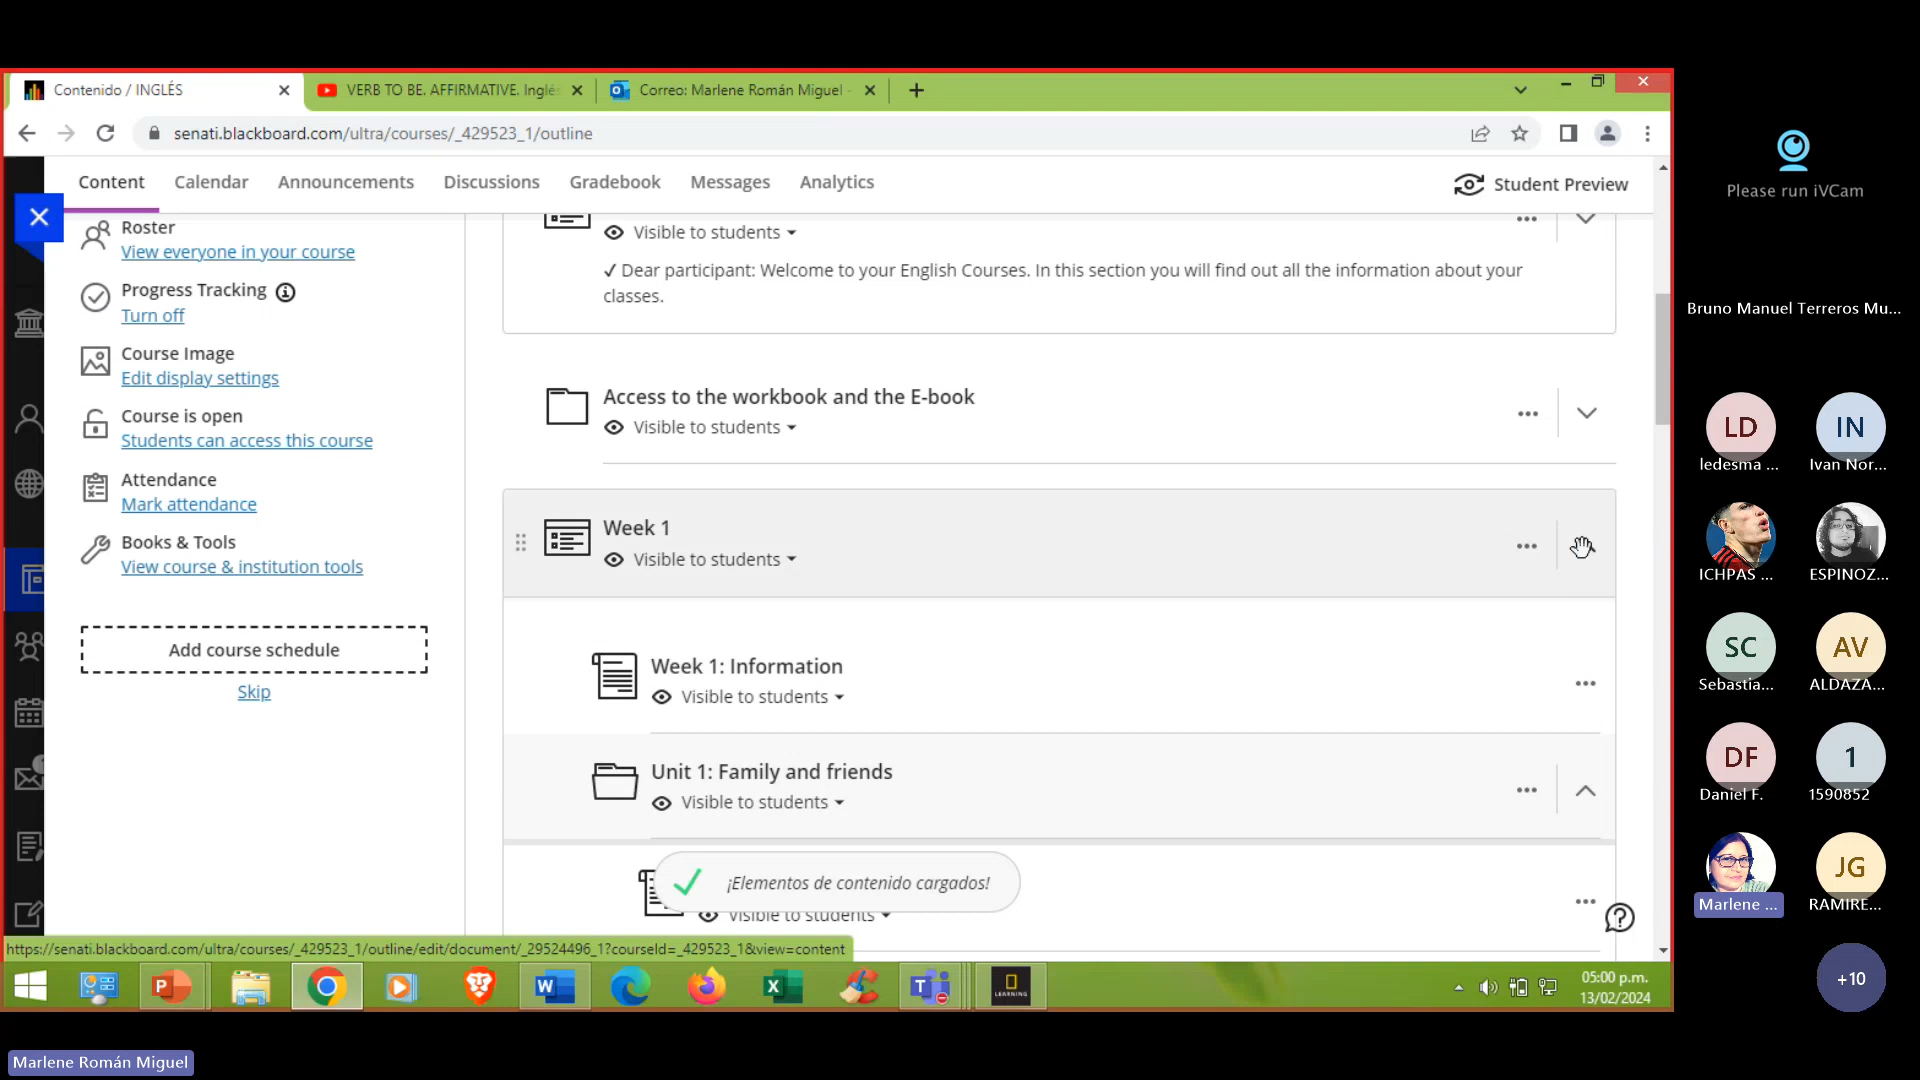 Contenido / INGLÉS
VERB TO BE. AFFIRMATIVE. Inglés
Correo: Marlene Román Miguel -
senati.blackboard.com/ultra/courses/_429523_1/outline
Content
Calendar
Announcements
Discussions
Gradebook
Messages
Analytics
Student Preview
Roster
View everyone in your course
Progress Tracking
Turn off
Course Image
Edit display settings
Course is open
Students can access this course
Attendance
Mark attendance
Books & Tools
View course & institution tools
Add course schedule
Skip
Visible to students
✓ Dear participant: Welcome to your English Courses. In this section you will find out all the information about your
classes.
Access to the workbook and the E-book
Visible to students
Week 1
Visible to students
Week 1: Information
Visible to students
Unit 1: Family and friends
Visible to students
¡Elementos de contenido cargados!
Visible to students
https://senati.blackboard.com/ultra/courses/_429523_1/outline/edit/document/_29524496_1?courseId=_429523_1&view=content
LEARNING
05:00 p.m.
13/02/2024
Please run iVCam
Bruno Manuel Terreros Mu...
LD
ledesma ...
IN
Ivan Nor...
ICHPAS ...
ESPINOZ...
SC
Sebastia...
AV
ALDAZA...
DF
Daniel F.
1
1590852
Marlene ...
JG
RAMIRE...
+10
Marlene Román Miguel